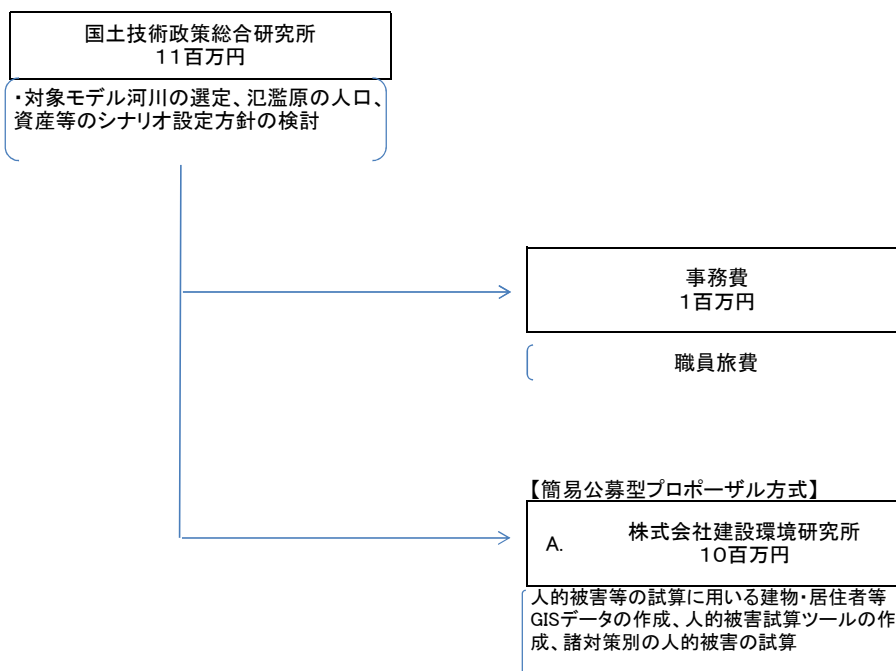 国土技術政策総合研究所
11百万円
・対象モデル河川の選定、氾濫原の人口、
資産等のシナリオ設定方針の検討
事務費
1百万円
職員旅費
【簡易公募型プロポーザル方式】
A. 株式会社建設環境研究所
10百万円
人的被害等の試算に用いる建物・居住者等
GISデータの作成、人的被害試算ツールの作
成、諸対策別の人的被害の試算